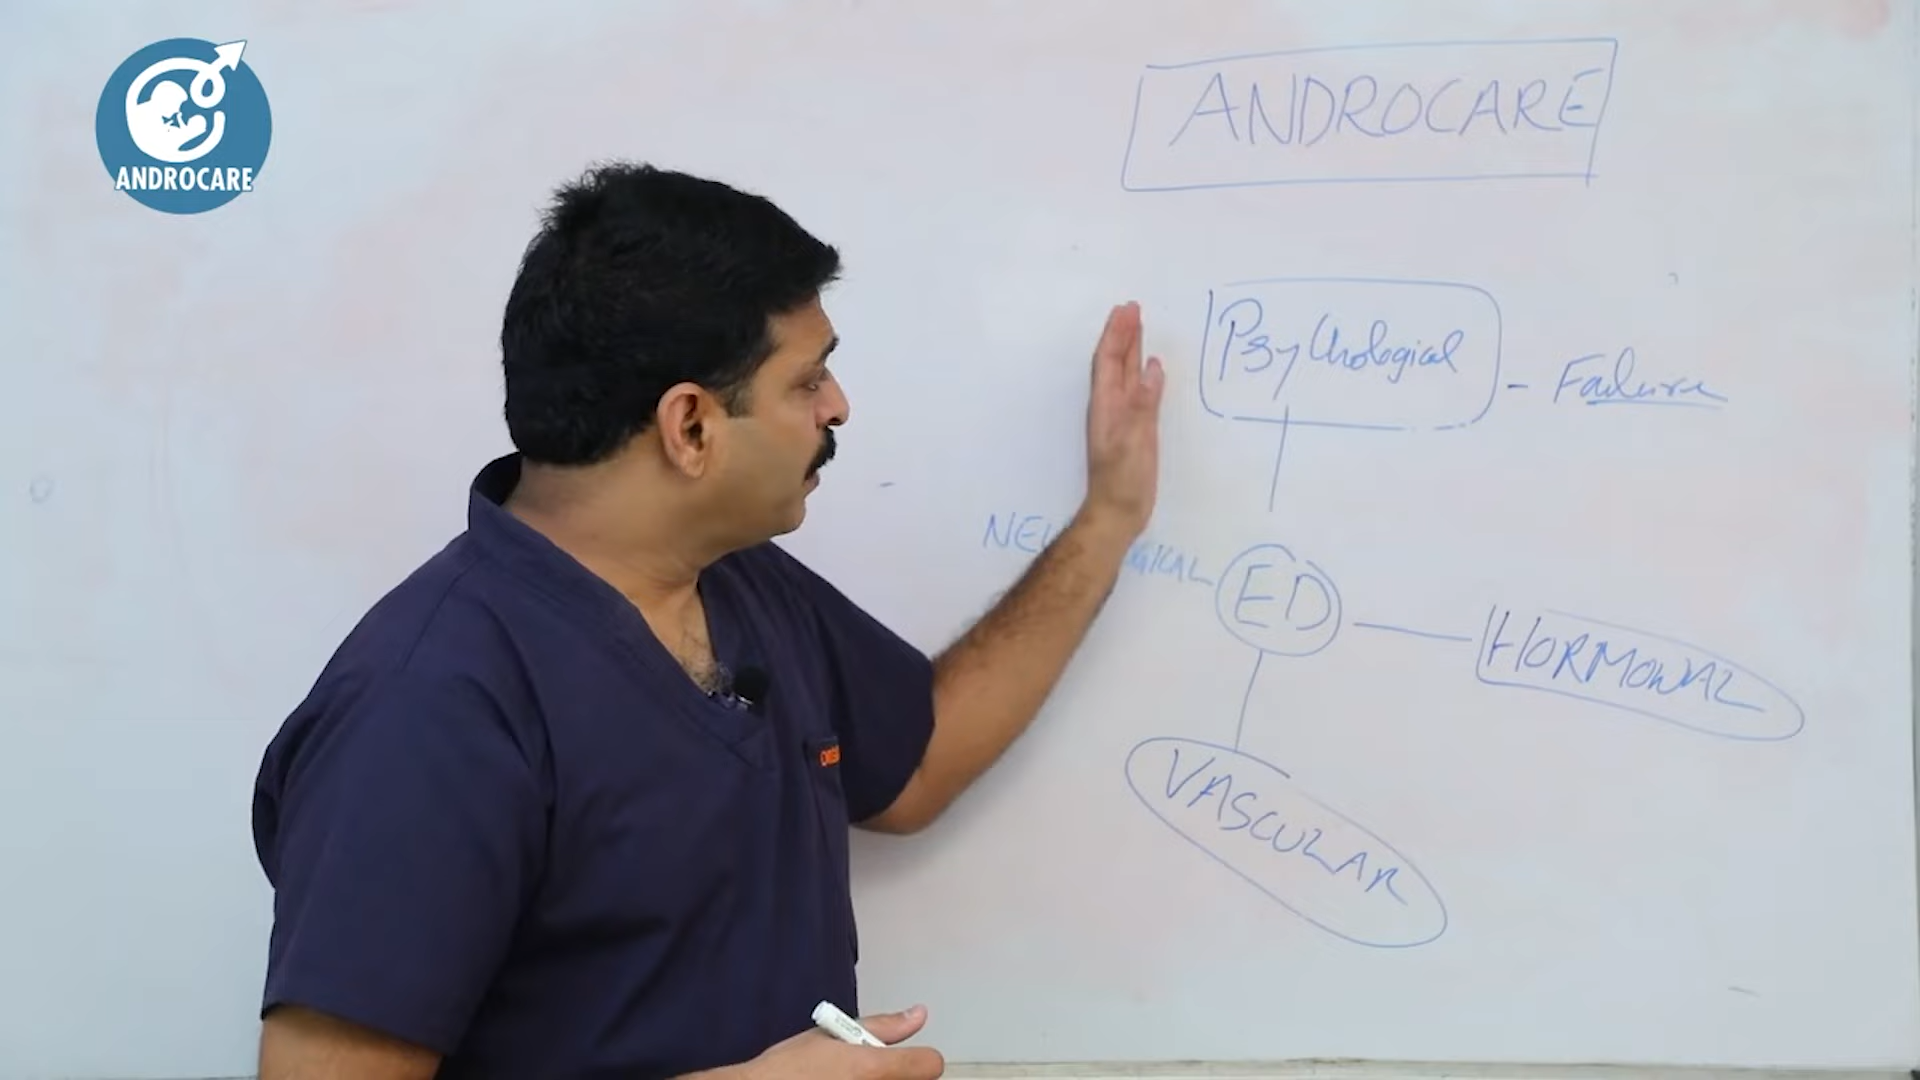 ANDROCARE
ANDROCARE
Psychological - Failure
ED
HORMONAL
VASCULAR